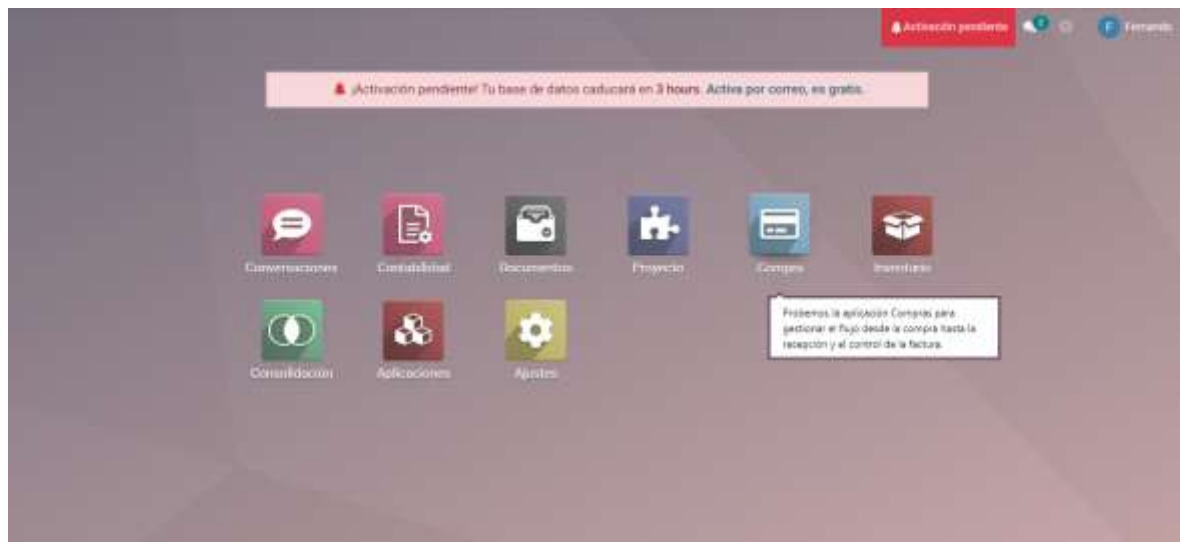 Activación pendiente
Fernando
¡Activación pendiente! Tu base de datos caducará en 3 hours. Activa por correo, es gratis.
Conversaciones
Contabilidad
Documentos
Proyecto
Compra
Inventario
Probemos la aplicación Compras para
gestionar el flujo desde la compra hasta la
recepción y el control de la factura.
Consolidación
Aplicaciones
Ajustes